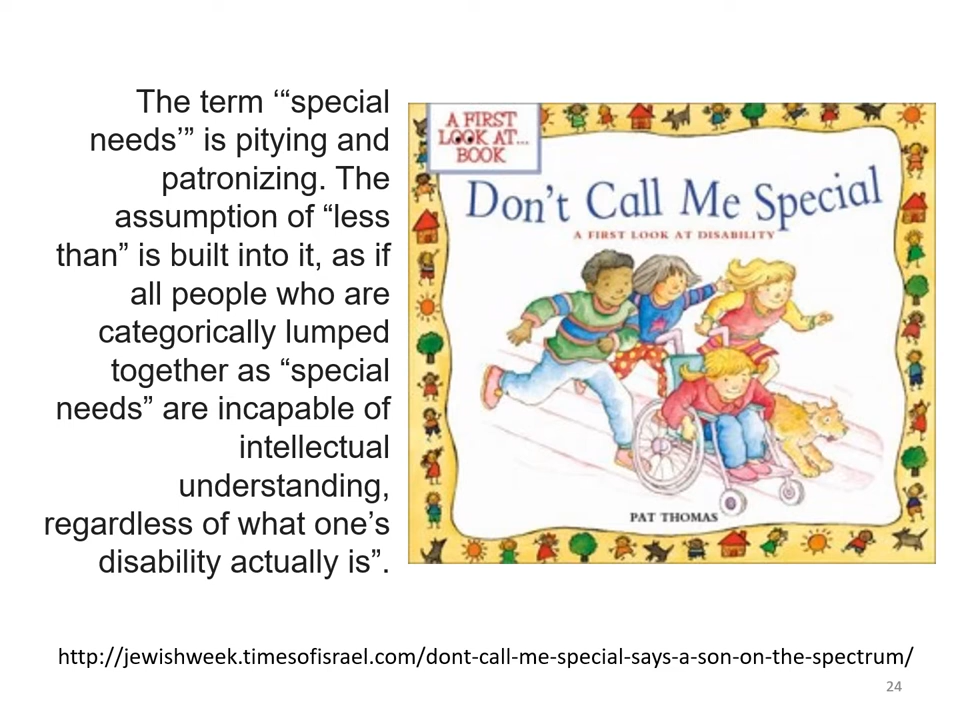 The term ‘“special
needs’” is pitying and
patronizing. The
assumption of “less
than” is built into it, as if
all people who are
categorically lumped
together as “special
needs” are incapable of
intellectual
understanding,
regardless of what one’s
disability actually is”.
A FIRST
LOOK AT...
BOOK
Don't Call Me Special
A FIRST LOOK AT DISABILITY
PAT THOMAS
http://jewishweek.timesofisrael.com/dont-call-me-special-says-a-son-on-the-spectrum/
24